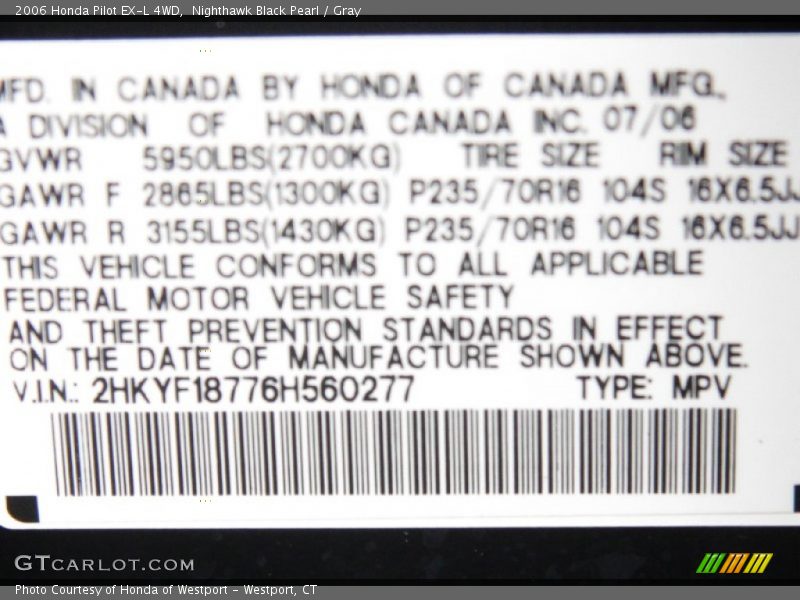 2006 Honda Pilot EX-L 4WD,  Nighthawk Black Pearl / Gray
MFD. IN CANADA BY HONDA OF CANADA MFG.,
A DIVISION OF HONDA CANADA INC. 07/06
GVWR 5950LBS(2700KG) TIRE SIZE RIM SIZE
GAWR F 2865LBS(1300KG) P235/70R16 104S 16X6.5JJ
GAWR R 3155LBS(1430KG) P235/70R16 104S 16X6.5JJ
THIS VEHICLE CONFORMS TO ALL APPLICABLE
FEDERAL MOTOR VEHICLE SAFETY
AND THEFT PREVENTION STANDARDS IN EFFECT
ON THE DATE OF MANUFACTURE SHOWN ABOVE.
V.I.N.: 2HKYF18776H560277 TYPE: MPV
GTCARLOT.COM
Photo Courtesy of Honda of Westport - Westport, CT